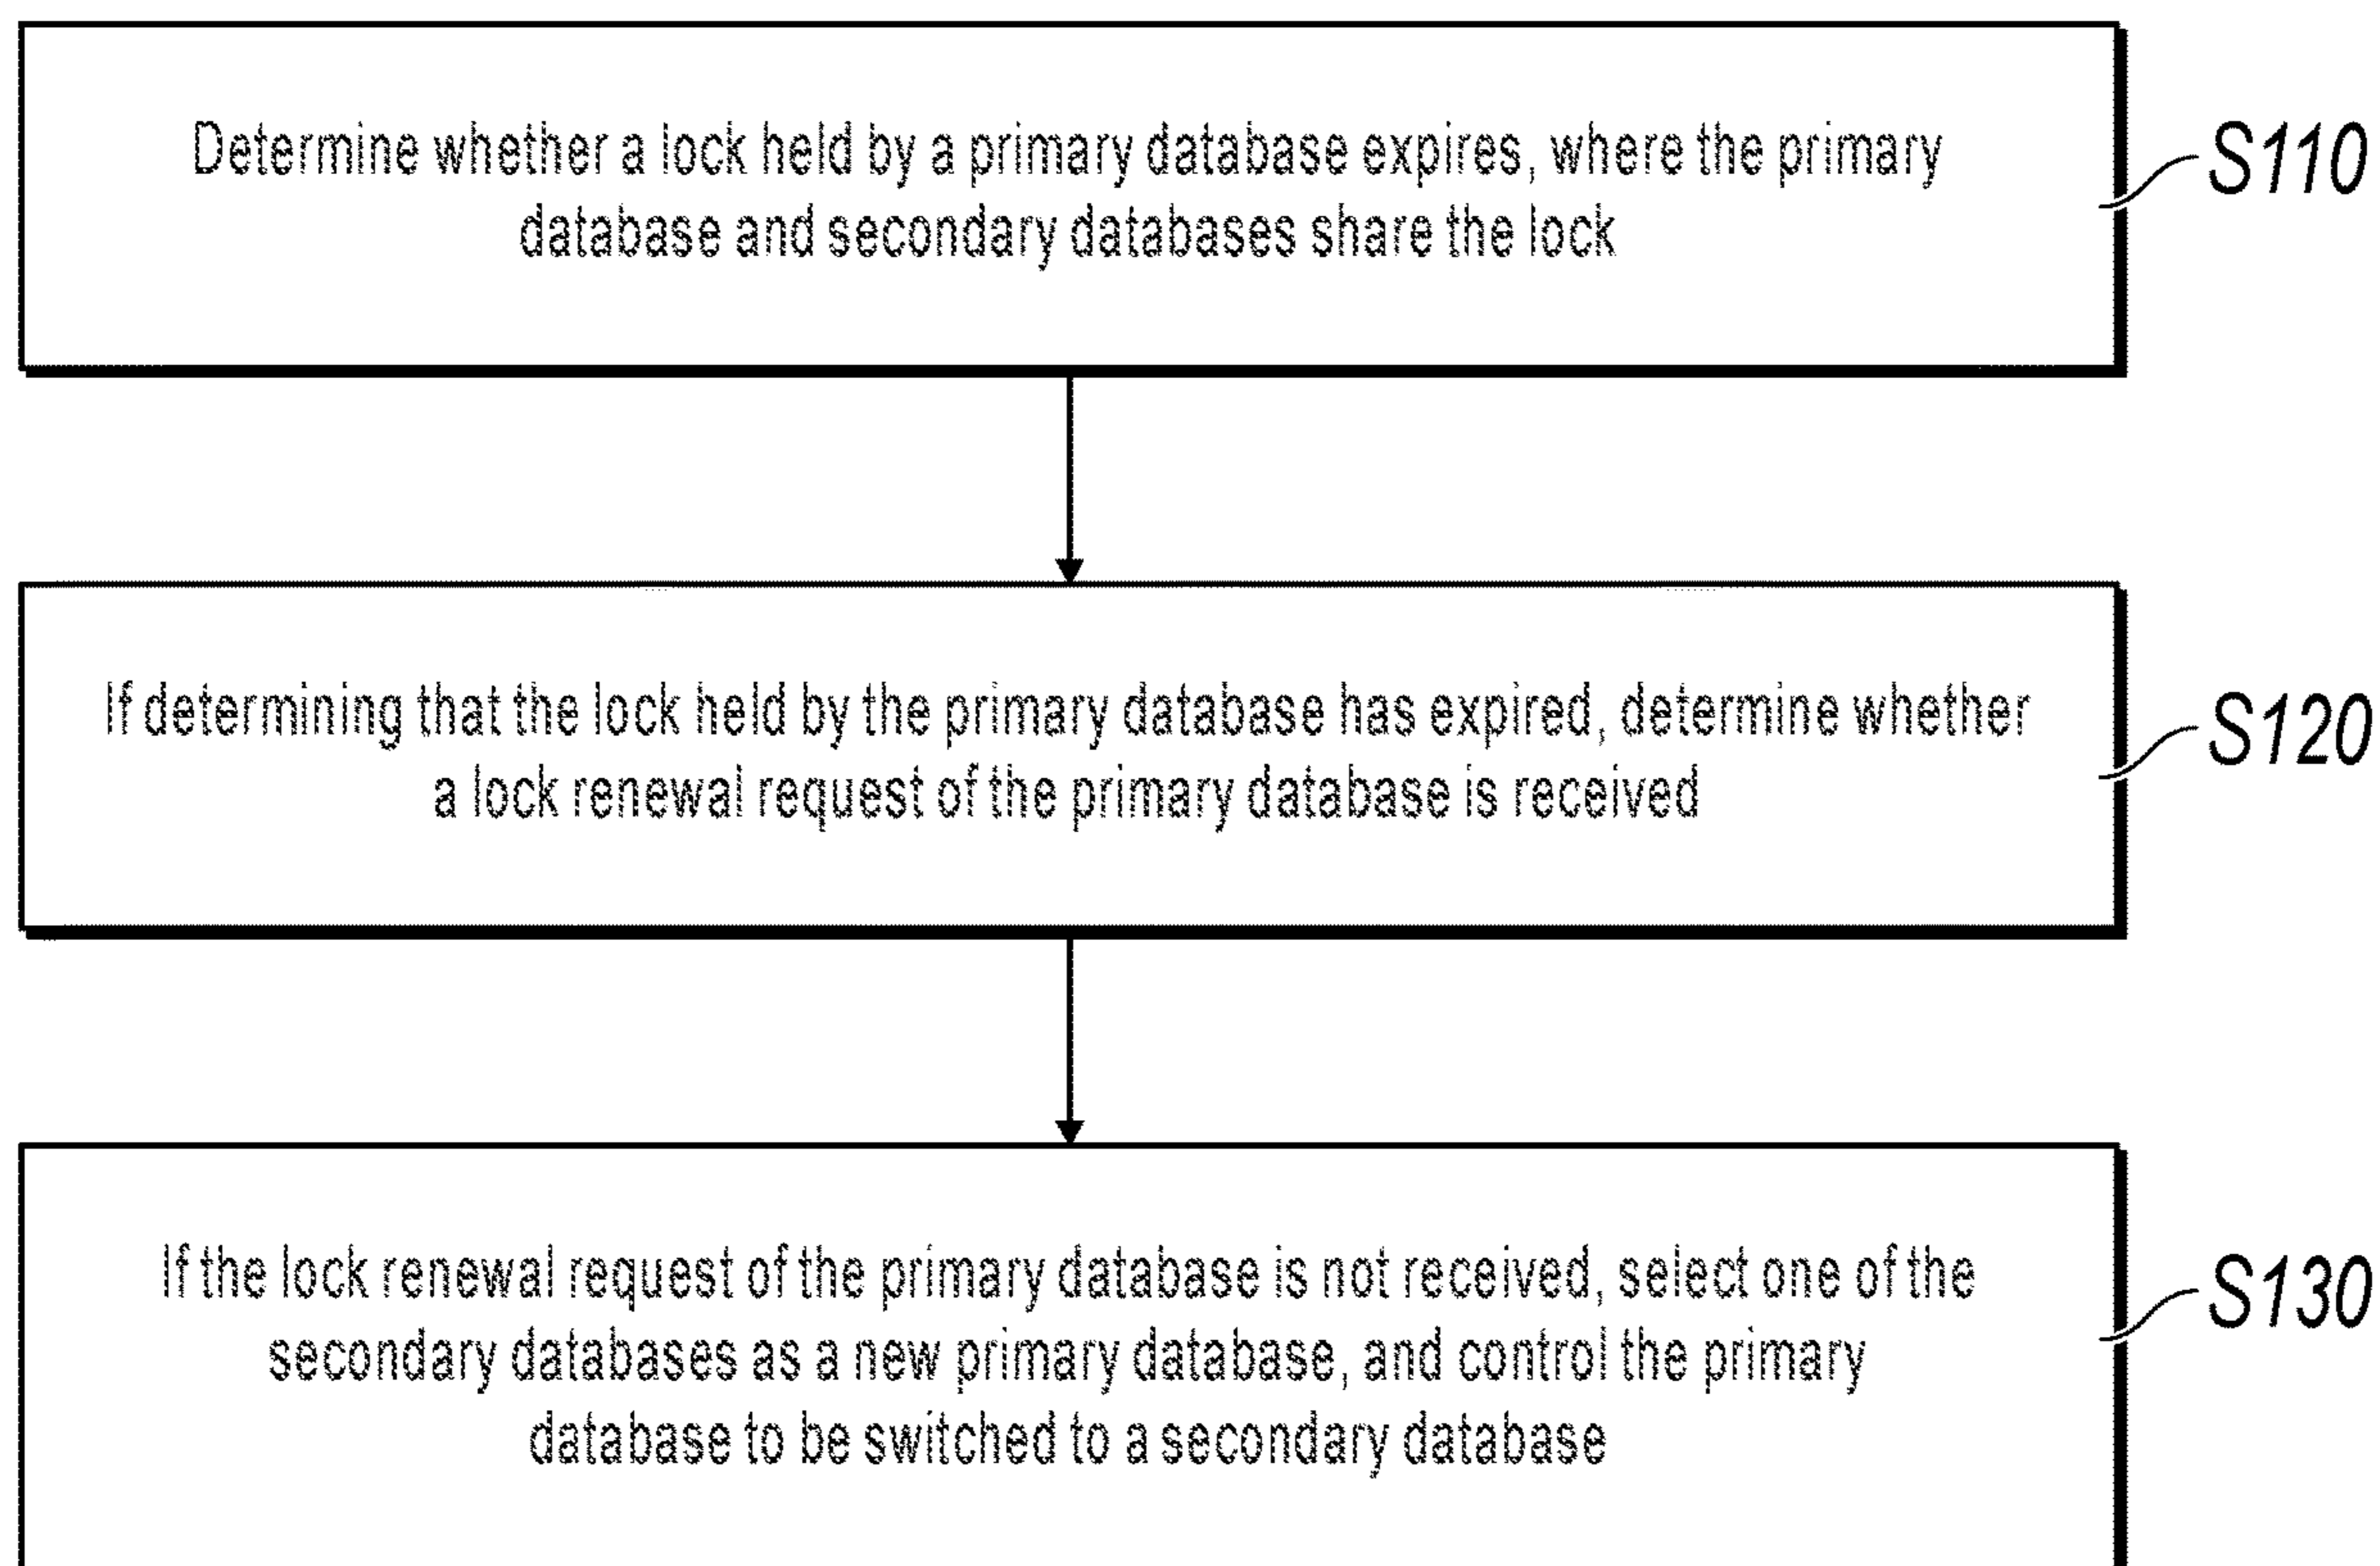 Determine whether a lock held by a primary database expires, where the primary
database and secondary databases share the lock
S110
If determining that the lock held by the primary database has expired, determine whether
a lock renewal request of the primary database is received
S120
If the lock renewal request of the primary database is not received, select one of the
secondary databases as a new primary database, and control the primary
database to be switched to a secondary database
S130